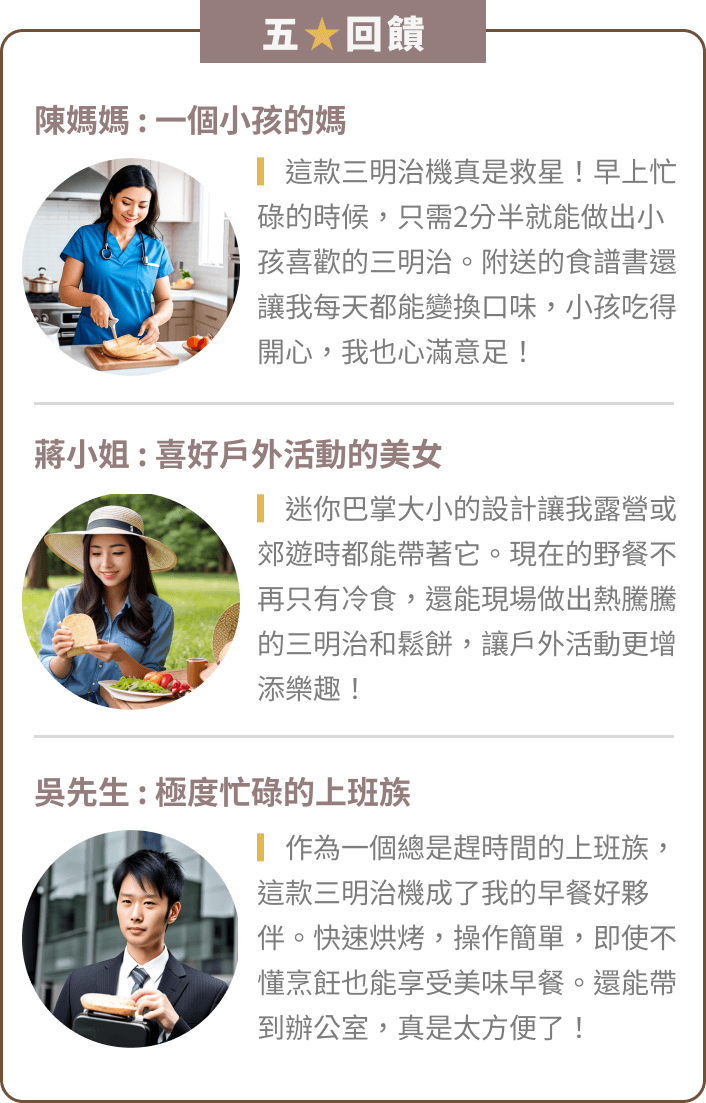 五★回饋
陳媽媽 : 一個小孩的媽
這款三明治機真是救星！早上忙
碌的時候，只需2分半就能做出小
孩喜歡的三明治。附送的食譜書還
讓我每天都能變換口味，小孩吃得
開心，我也心滿意足！
蔣小姐 : 喜好戶外活動的美女
迷你巴掌大小的設計讓我露營或
郊遊時都能帶著它。現在的野餐不
再只有冷食，還能現場做出熱騰騰
的三明治和鬆餅，讓戶外活動更增
添樂趣！
吳先生 : 極度忙碌的上班族
作為一個總是趕時間的上班族，
這款三明治機成了我的早餐好夥
伴。快速烘烤，操作簡單，即使不
懂烹飪也能享受美味早餐。還能帶
到辦公室，真是太方便了！